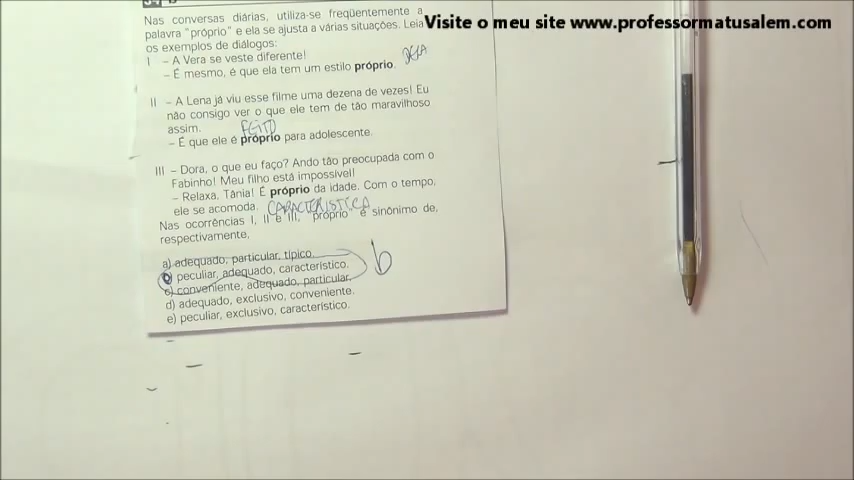 Visite o meu site www.professormatusalem.com
Nas conversas diárias, utiliza-se freqüentemente a
palavra "próprio" e ela se ajusta a várias situações. Leia
os exemplos de diálogos:
I – A Vera se veste diferente!
– É mesmo, é que ela tem um estilo próprio. DELA
II – A Lena já viu esse filme uma dezena de vezes! Eu
não consigo ver o que ele tem de tão maravilhoso
assim. FEITO
– É que ele é próprio para adolescente.
III – Dora, o que eu faço? Ando tão preocupada com o
Fabinho! Meu filho está impossível!
– Relaxa, Tânia! É próprio da idade. Com o tempo,
ele se acomoda. CARACTERISTICA
Nas ocorrências I, II e III, "próprio" é sinônimo de,
respectivamente,
a) adequado, particular, típico.
b) peculiar, adequado, característico. b
c) conveniente, adequado, particular.
d) adequado, exclusivo, conveniente.
e) peculiar, exclusivo, característico.